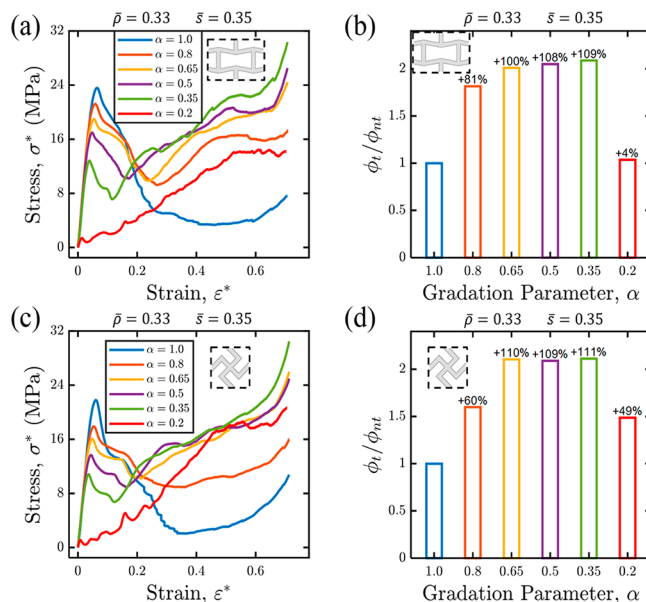 (a)
ρ̄ = 0.33 s̄ = 0.35
Stress, σ* (MPa)
32
24
16
8
0
α = 1.0
α = 0.8
α = 0.65
α = 0.5
α = 0.35
α = 0.2
0 0.2 0.4 0.6
Strain, ε*
(b)
ρ̄ = 0.33 s̄ = 0.35
ϕt/ϕnt
2
1.5
1
0.5
0
+81%
+100%
+108%
+109%
+4%
1.0 0.8 0.65 0.5 0.35 0.2
Gradation Parameter, α
(c)
ρ̄ = 0.33 s̄ = 0.35
Stress, σ* (MPa)
32
24
16
8
0
α = 1.0
α = 0.8
α = 0.65
α = 0.5
α = 0.35
α = 0.2
0 0.2 0.4 0.6
Strain, ε*
(d)
ρ̄ = 0.33 s̄ = 0.35
ϕt/ϕnt
2
1.5
1
0.5
0
+60%
+110%
+109%
+111%
+49%
1.0 0.8 0.65 0.5 0.35 0.2
Gradation Parameter, α